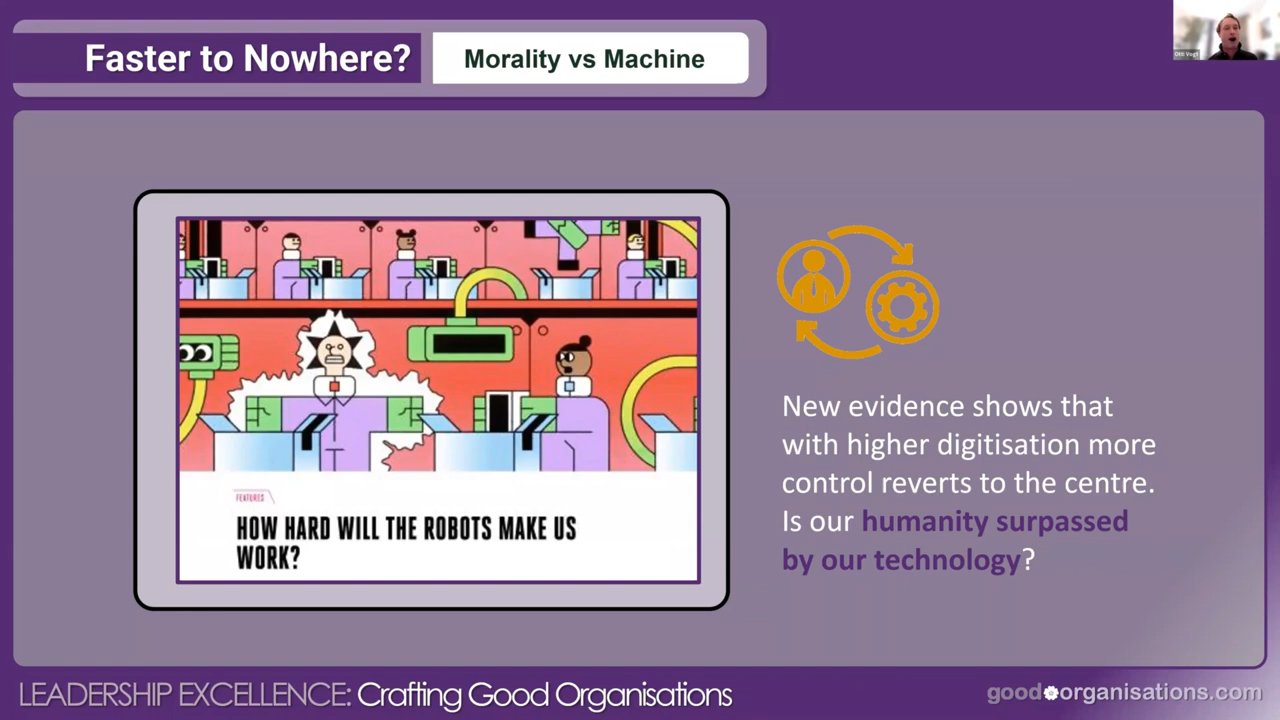 Faster to Nowhere?
Morality vs Machine
Otti Vogt
FEATURES
HOW HARD WILL THE ROBOTS MAKE US
WORK?
New evidence shows that
with higher digitisation more
control reverts to the centre.
Is our humanity surpassed
by our technology?
LEADERSHIP EXCELLENCE: Crafting Good Organisations
good organisations.com